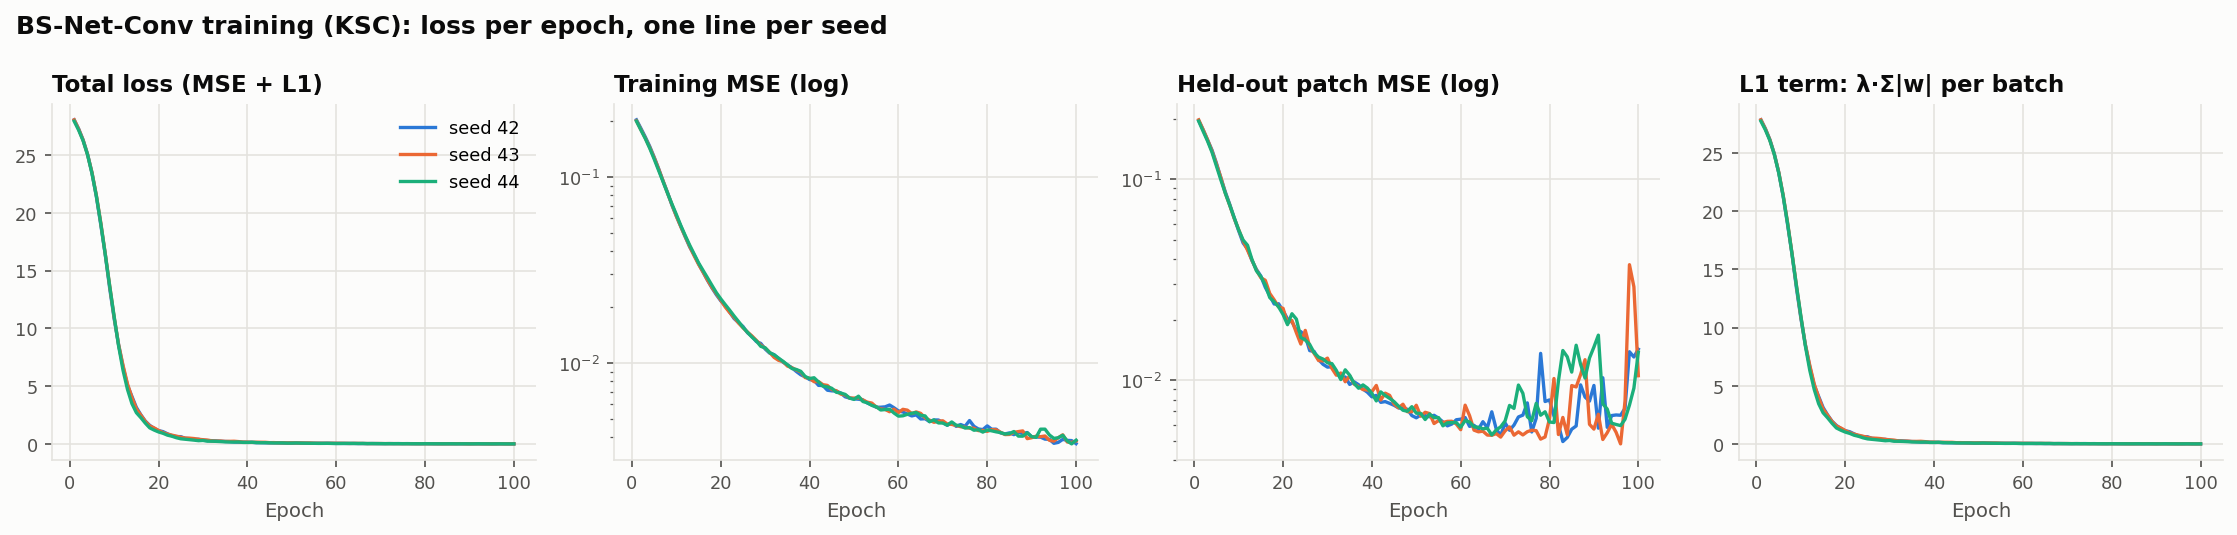 BS-Net-Conv training (KSC): loss per epoch, one line per seed
Total loss (MSE + L1)
seed 42
seed 43
seed 44
25
20
15
10
5
0
0 20 40 60 80 100
Epoch
Training MSE (log)
10⁻¹
10⁻²
0 20 40 60 80 100
Epoch
Held-out patch MSE (log)
10⁻¹
10⁻²
0 20 40 60 80 100
Epoch
L1 term: λ·Σ|w| per batch
25
20
15
10
5
0
0 20 40 60 80 100
Epoch